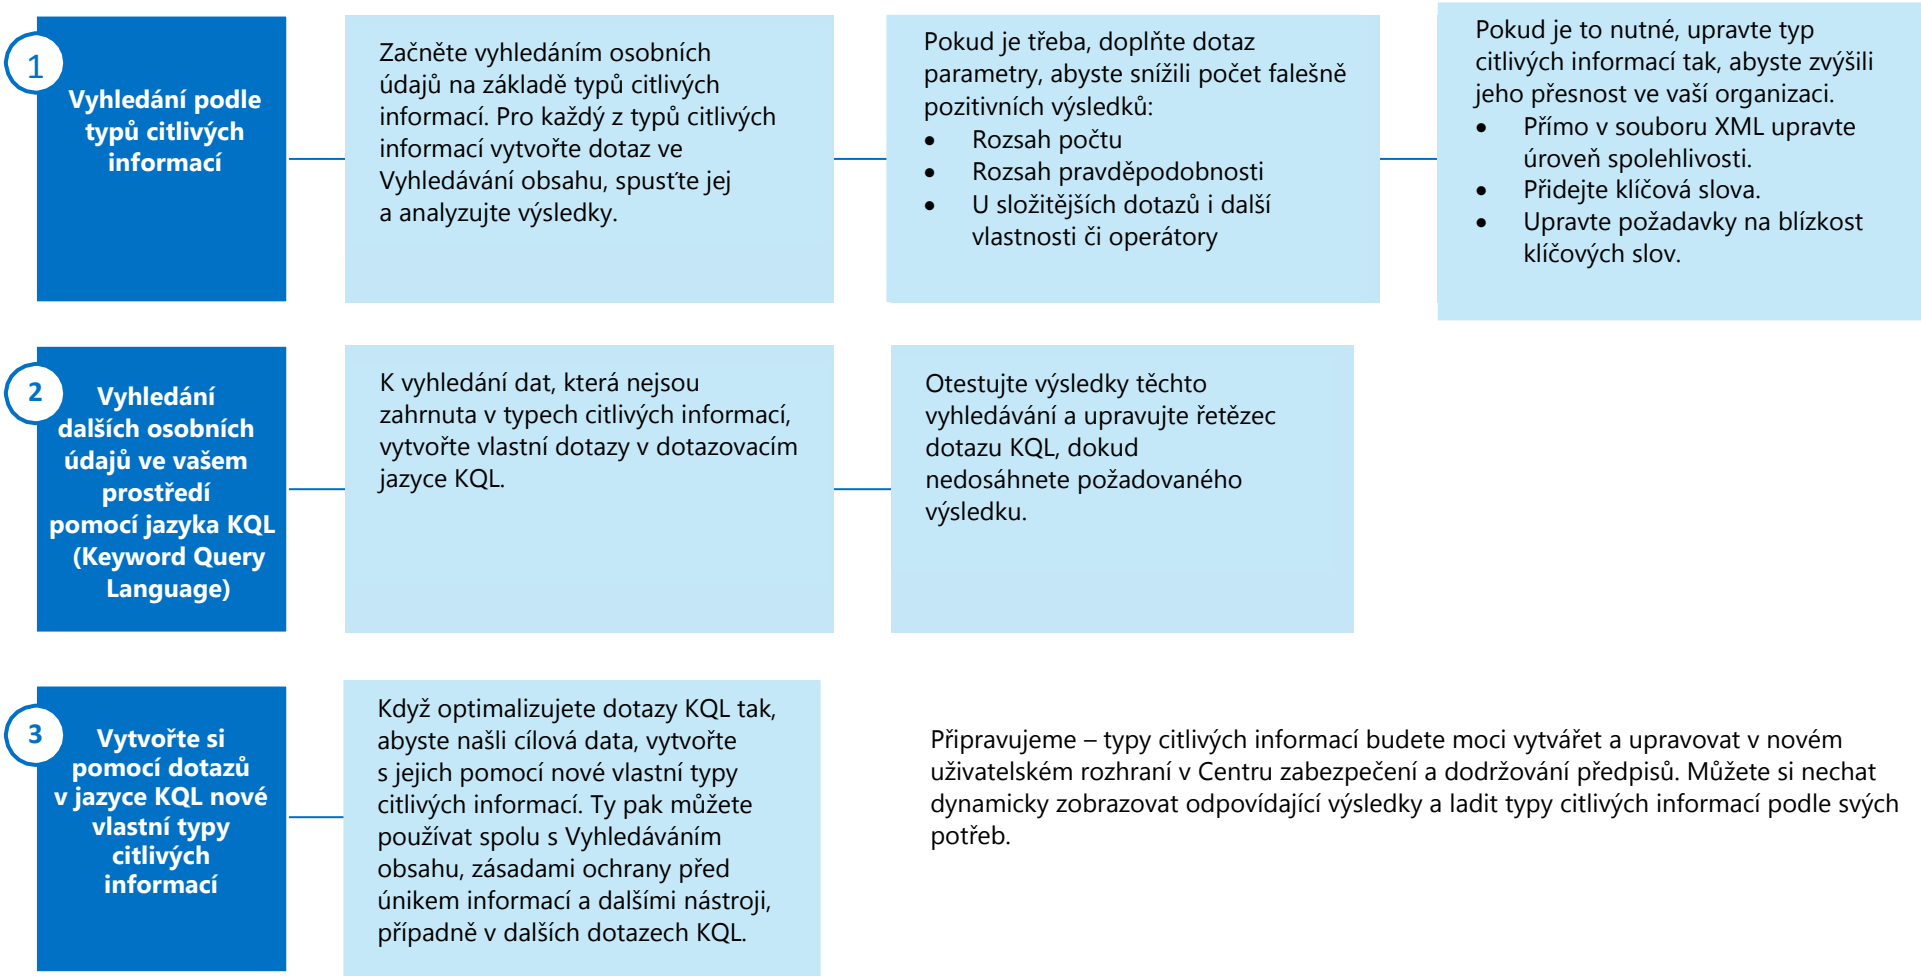 1
Vyhledání podle
typů citlivých
informací
Začněte vyhledáním osobních
údajů na základě typů citlivých
informací. Pro každý z typů citlivých
informací vytvořte dotaz ve
Vyhledávání obsahu, spusťte jej
a analyzujte výsledky.
Pokud je třeba, doplňte dotaz
parametry, abyste snížili počet falešně
pozitivních výsledků:
• Rozsah počtu
• Rozsah pravděpodobnosti
• U složitějších dotazů i další
vlastnosti či operátory
Pokud je to nutné, upravte typ
citlivých informací tak, abyste zvýšili
jeho přesnost ve vaší organizaci.
• Přímo v souboru XML upravte
úroveň spolehlivosti.
• Přidejte klíčová slova.
• Upravte požadavky na blízkost
klíčových slov.
2
Vyhledání
dalších osobních
údajů ve vašem
prostředí
pomocí jazyka KQL
(Keyword Query
Language)
K vyhledání dat, která nejsou
zahrnuta v typech citlivých informací,
vytvořte vlastní dotazy v dotazovacím
jazyce KQL.
Otestujte výsledky těchto
vyhledávání a upravujte řetězec
dotazu KQL, dokud
nedosáhnete požadovaného
výsledku.
3
Vytvořte si
pomocí dotazů
v jazyce KQL nové
vlastní typy
citlivých
informací
Když optimalizujete dotazy KQL tak,
abyste našli cílová data, vytvořte
s jejich pomocí nové vlastní typy
citlivých informací. Ty pak můžete
používat spolu s Vyhledáváním
obsahu, zásadami ochrany před
únikem informací a dalšími nástroji,
případně v dalších dotazech KQL.
Připravujeme – typy citlivých informací budete moci vytvářet a upravovat v novém
uživatelském rozhraní v Centru zabezpečení a dodržování předpisů. Můžete si nechat
dynamicky zobrazovat odpovídající výsledky a ladit typy citlivých informací podle svých
potřeb.